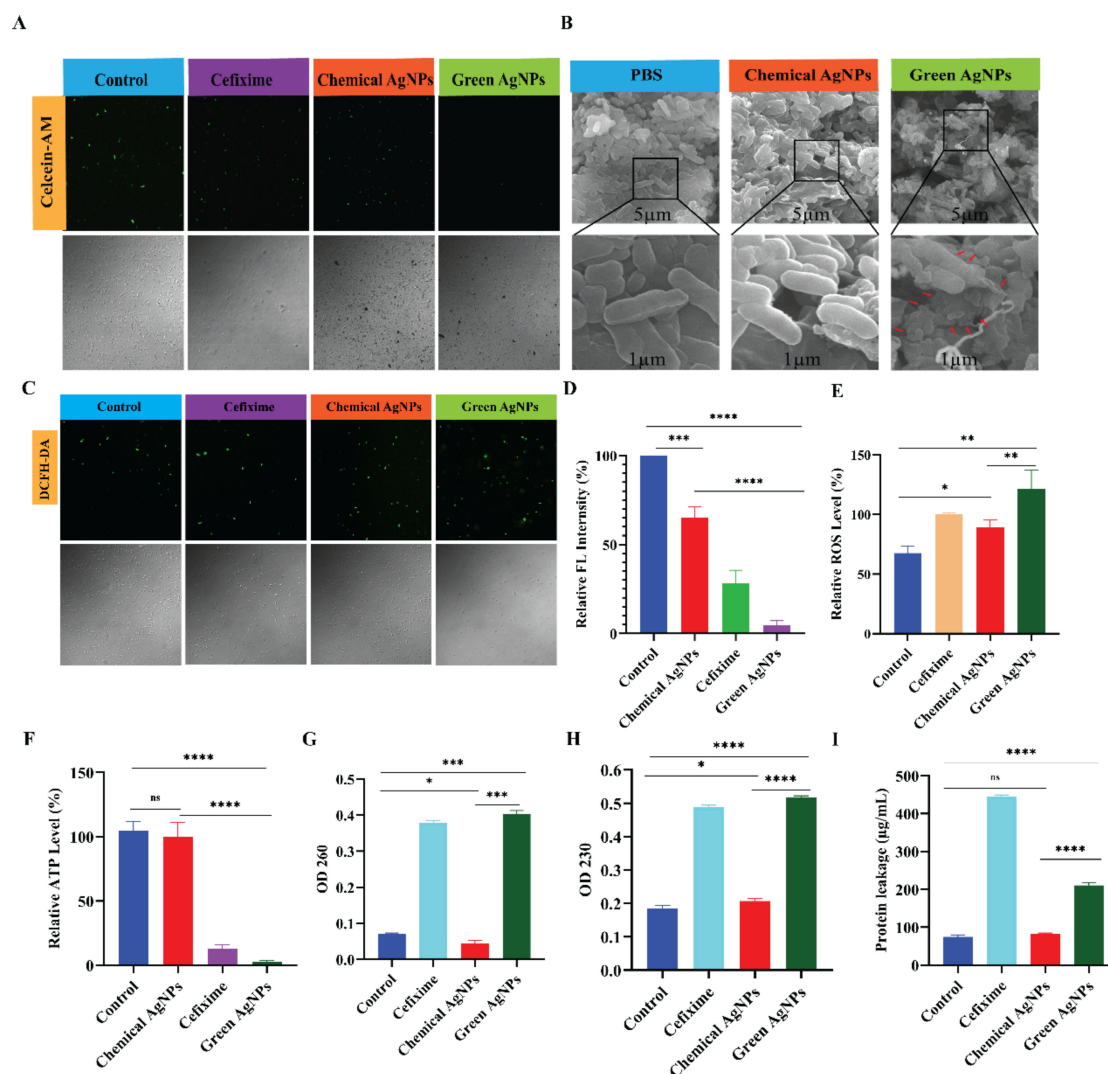 A
Control
Cefixime
Chemical AgNPs
Green AgNPs
Celcein-AM
B
PBS
Chemical AgNPs
Green AgNPs
5μm
5μm
5μm
1μm
1μm
1μm
C
Control
Cefixime
Chemical AgNPs
Green AgNPs
DCFH-DA
D
****
***
****
Relative FL Internsity (%)
100
50
0
Control
Chemical AgNPs
Cefixime
Green AgNPs
E
**
**
*
Relative ROS Level (%)
150
100
50
0
Control
Cefixime
Chemical AgNPs
Green AgNPs
F
****
ns
****
Relative ATP Level (%)
150
100
50
0
Control
Chemical AgNPs
Cefixime
Green AgNPs
G
***
*
***
OD 260
0.5
0.4
0.3
0.2
0.1
0.0
Control
Cefixime
Chemical AgNPs
Green AgNPs
H
****
*
****
OD 230
0.6
0.5
0.4
0.3
0.2
0.1
0.0
Control
Cefixime
Chemical AgNPs
Green AgNPs
I
****
ns
****
Protein leakage (μg/mL)
500
400
300
200
100
0
Control
Cefixime
Chemical AgNPs
Green AgNPs